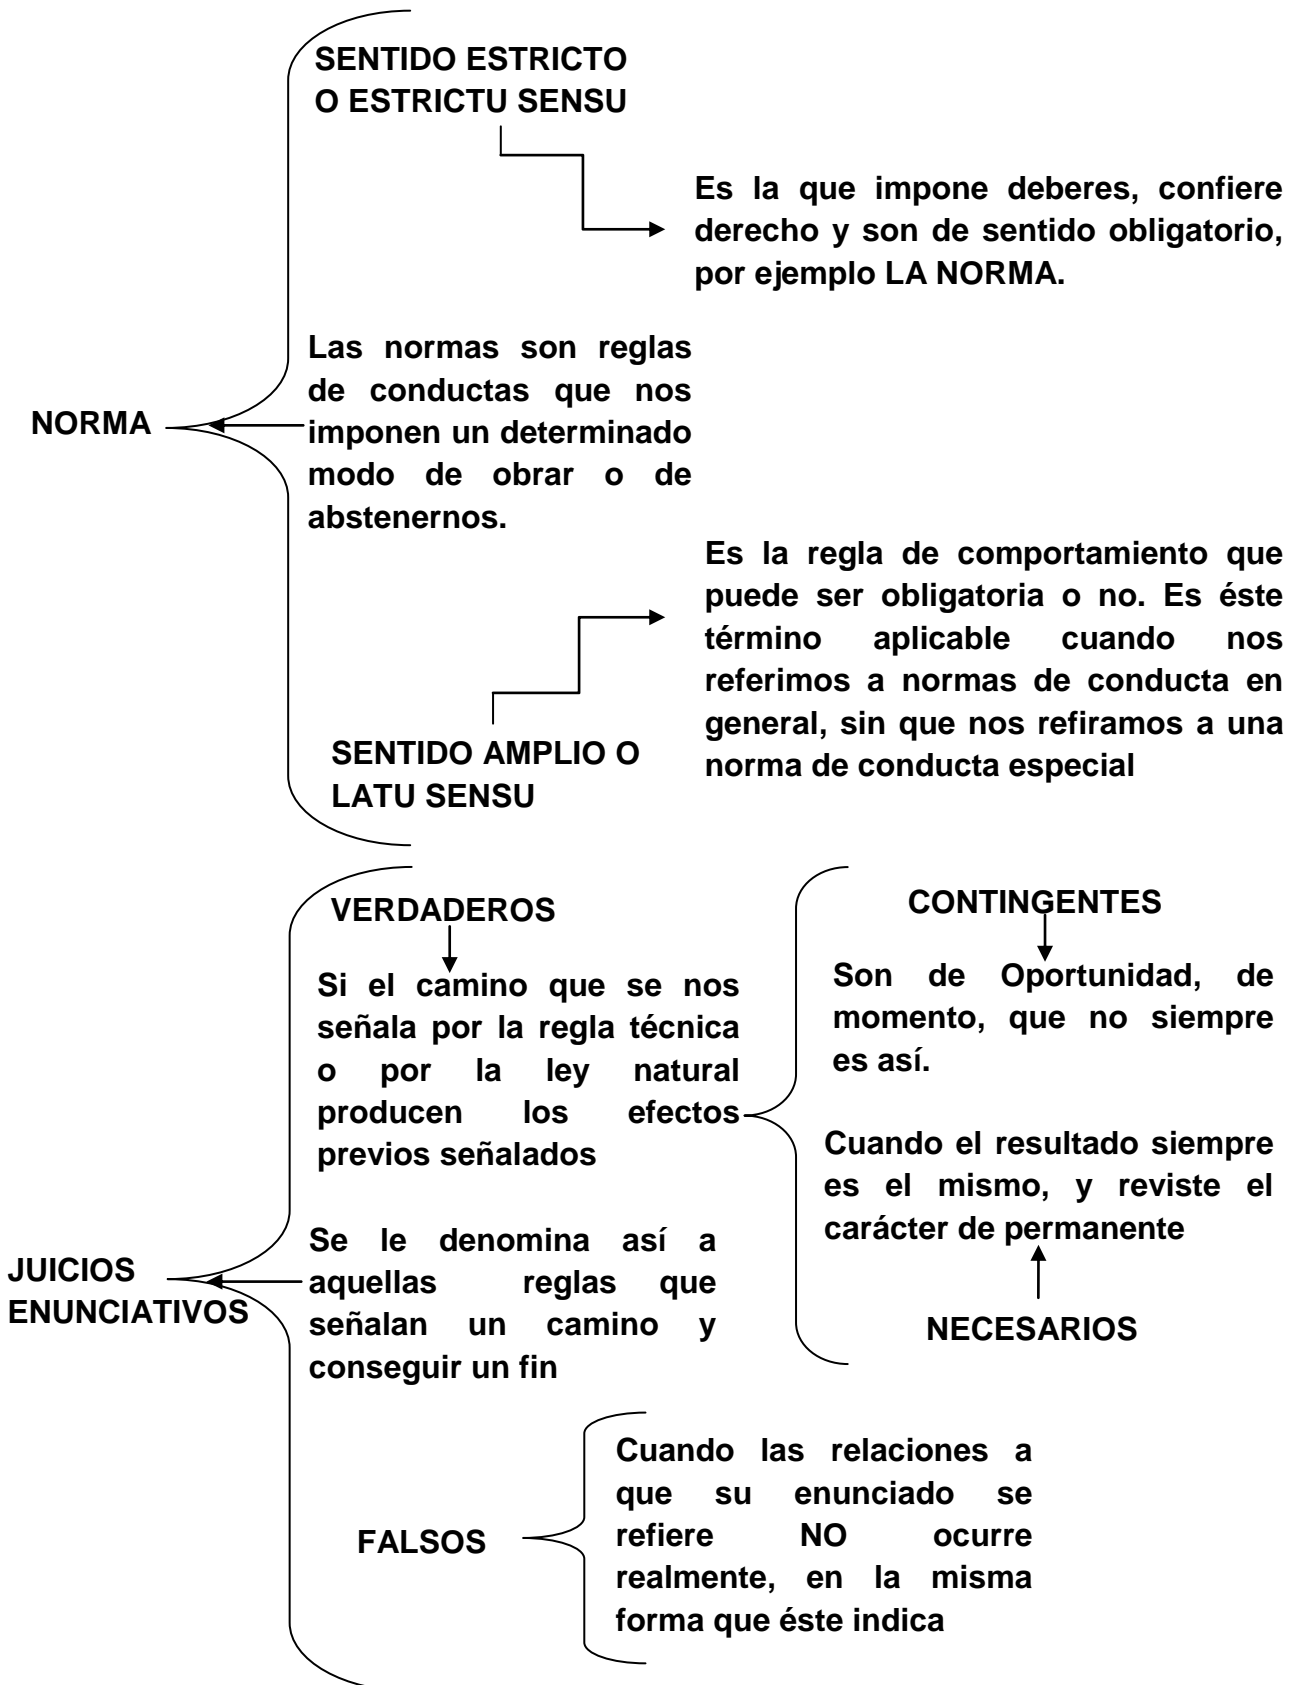 SENTIDO ESTRICTO
O ESTRICTU SENSU
Es la que impone deberes, confiere
derecho y son de sentido obligatorio,
por ejemplo LA NORMA.
NORMA
Las normas son reglas
de conductas que nos
imponen un determinado
modo de obrar o de
abstenernos.
Es la regla de comportamiento que
puede ser obligatoria o no. Es éste
término aplicable cuando nos
referimos a normas de conducta en
general, sin que nos refiramos a una
norma de conducta especial
SENTIDO AMPLIO O
LATU SENSU
VERDADEROS
Si el camino que se nos
señala por la regla técnica
o por la ley natural
producen los efectos
previos señalados
CONTINGENTES
Son de Oportunidad, de
momento, que no siempre
es así.
Cuando el resultado siempre
es el mismo, y reviste el
carácter de permanente
NECESARIOS
JUICIOS
ENUNCIATIVOS
Se le denomina así a
aquellas reglas que
señalan un camino y
conseguir un fin
FALSOS
Cuando las relaciones a
que su enunciado se
refiere NO ocurre
realmente, en la misma
forma que éste indica